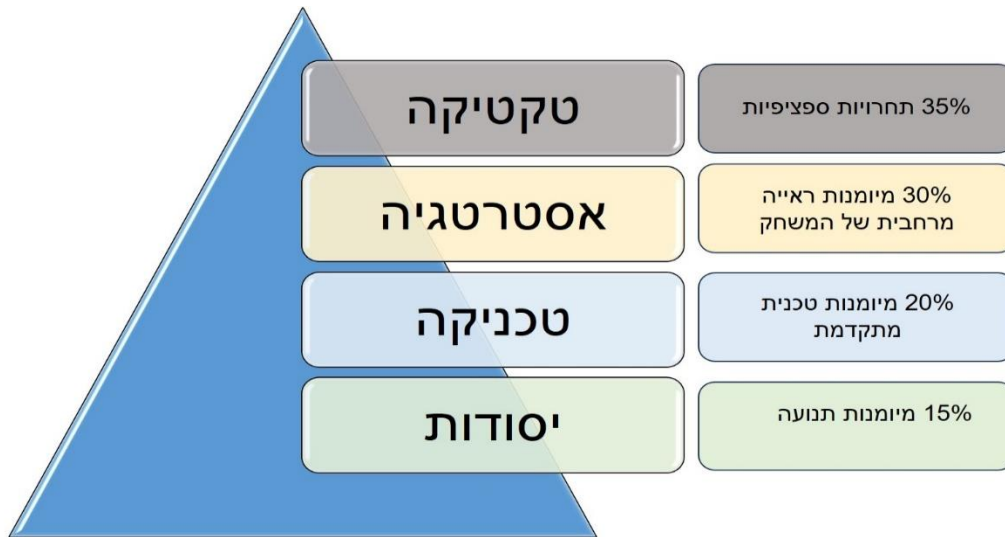 טקטיקה
35% תחרויות ספציפיות
אסטרטגיה
30% מיומנות ראייה
מרחבית של המשחק
טכניקה
20% מיומנות טכנית
מתקדמת
יסודות
15% מיומנות תנועה